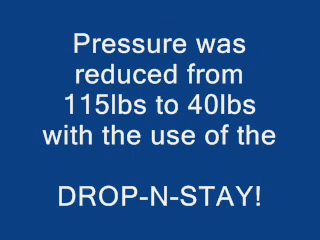 Pressure was
reduced from
115lbs to 40lbs
with the use of the
DROP-N-STAY!